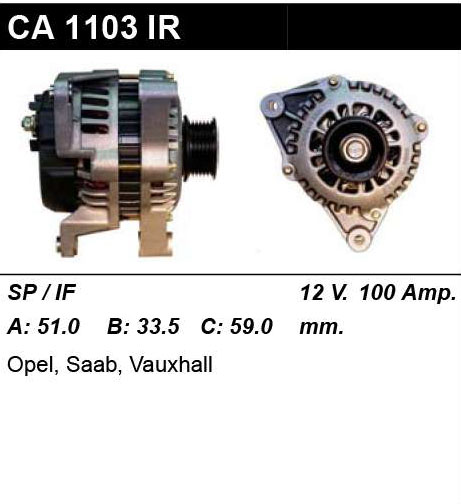 CA 1103 IR
SP / IF 12 V. 100 Amp.
A: 51.0 B: 33.5 C: 59.0 mm.
Opel, Saab, Vauxhall